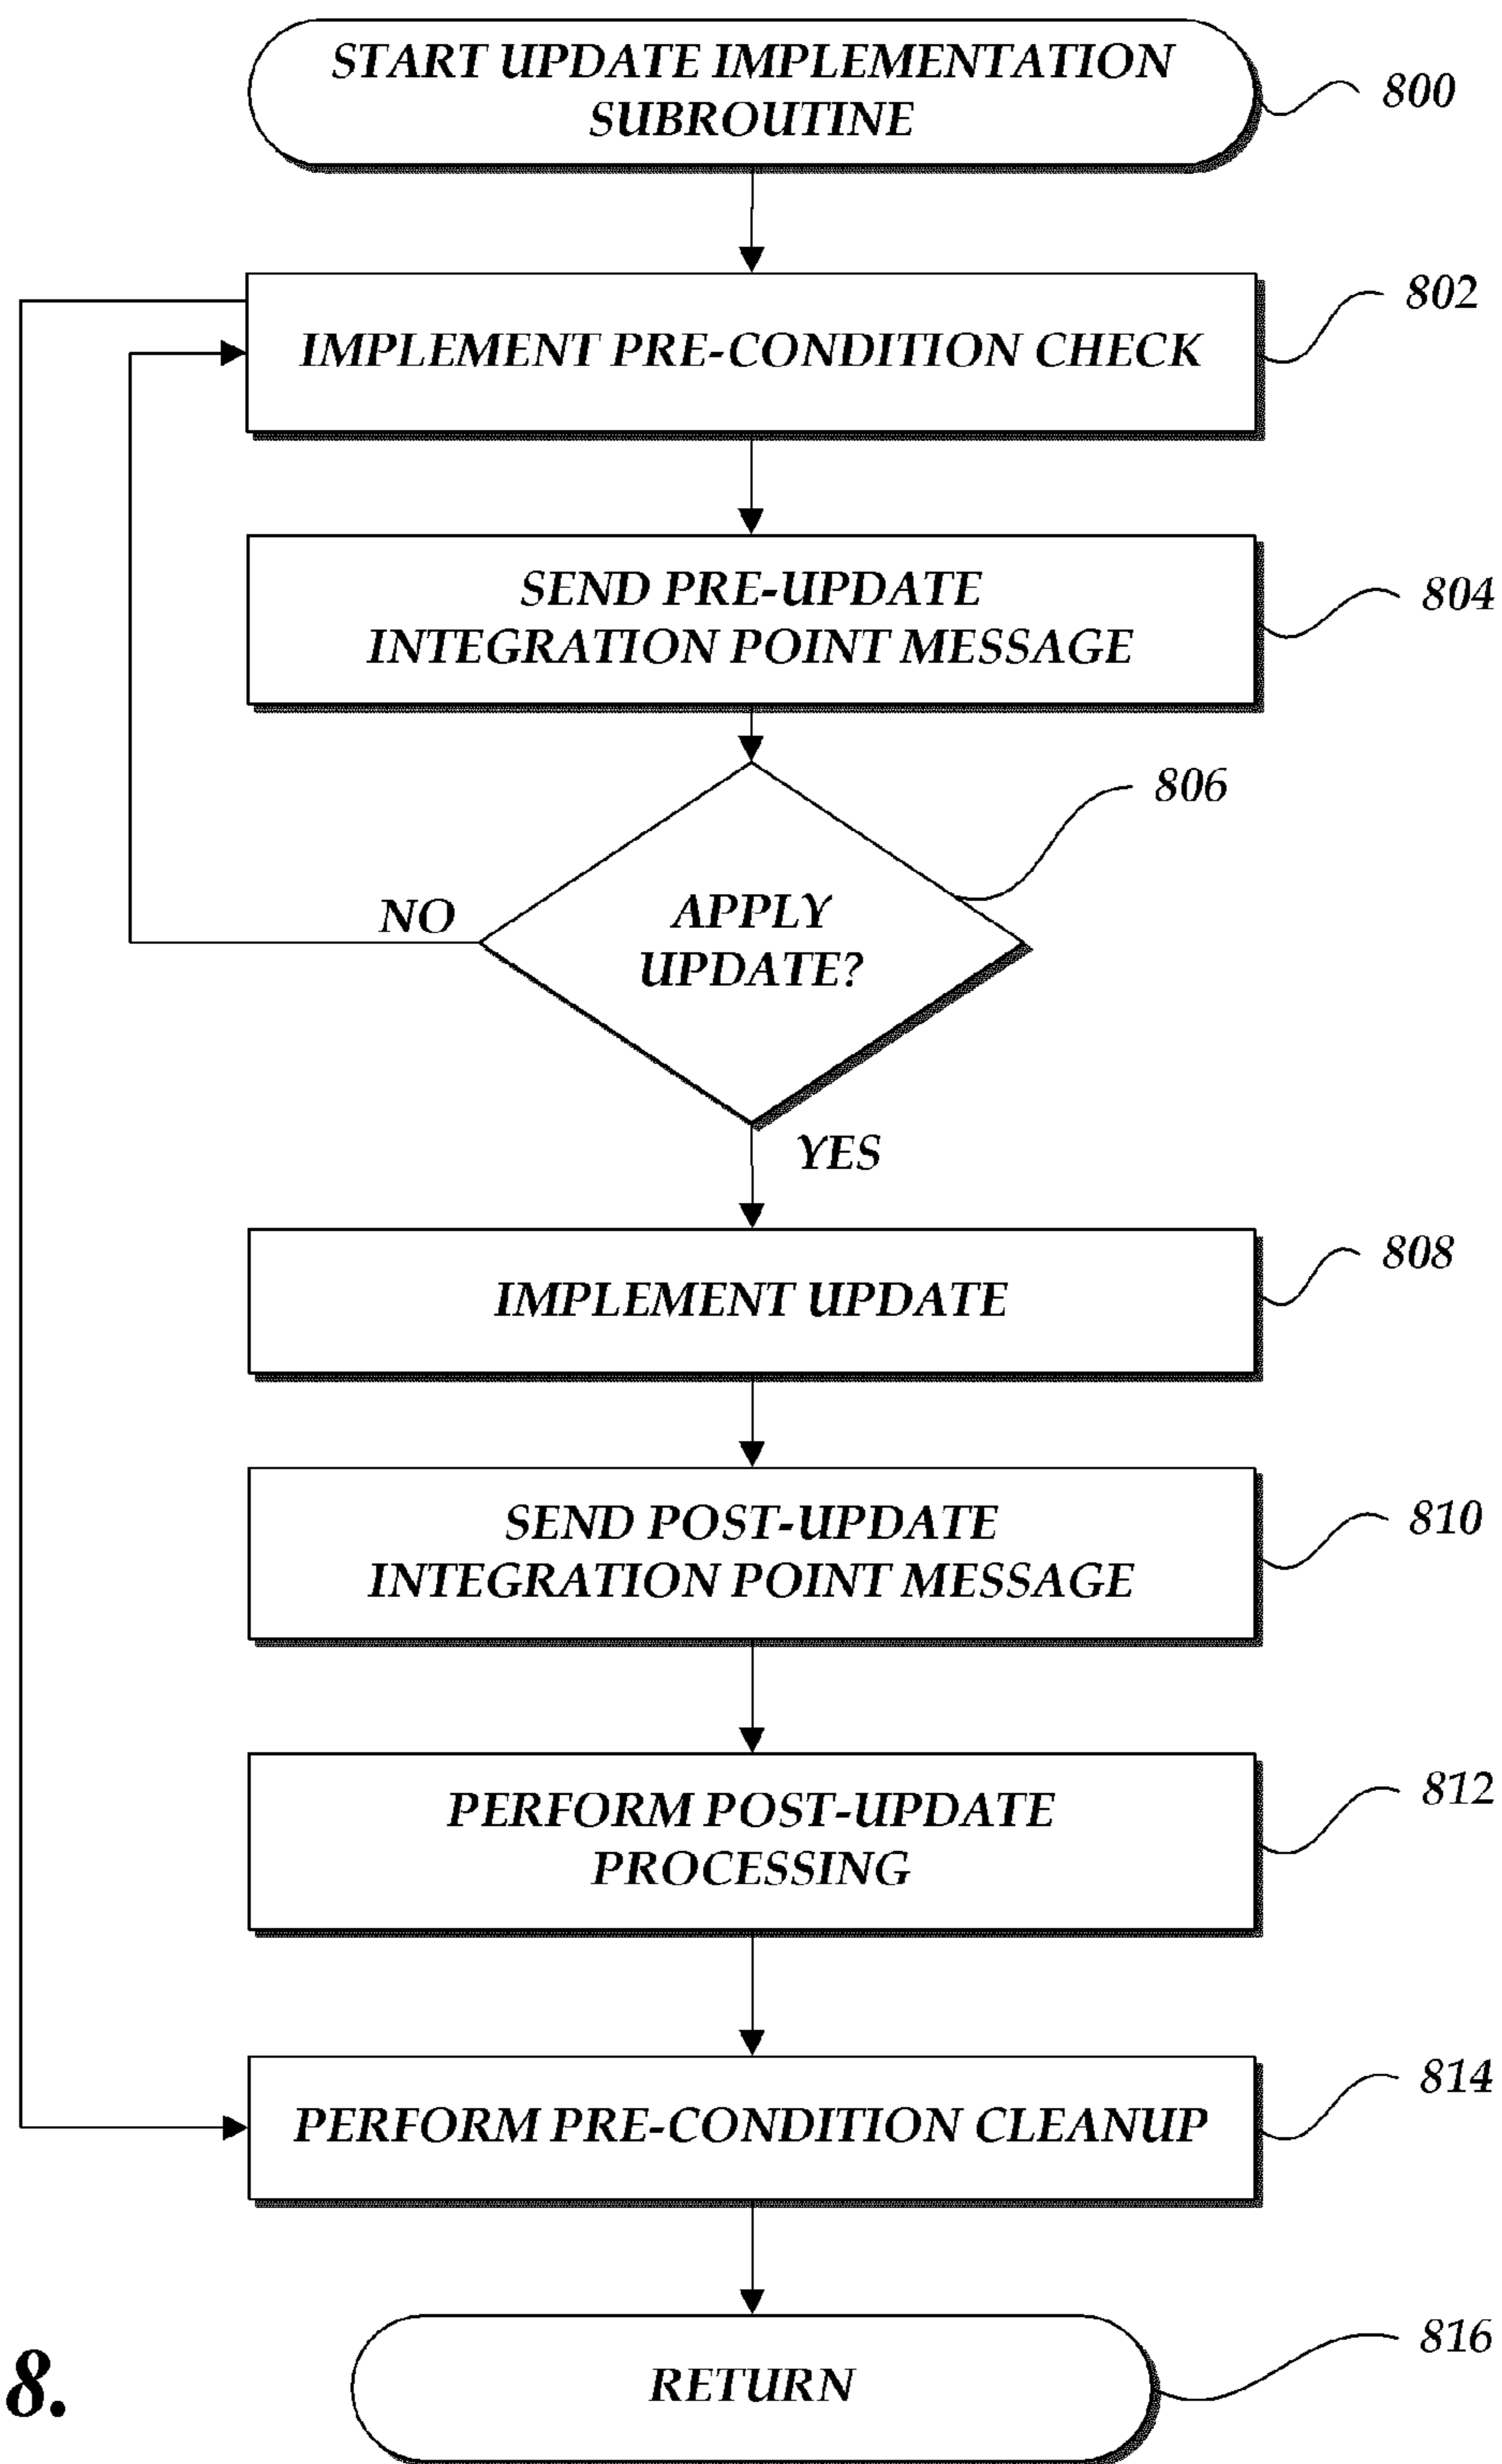 START UPDATE IMPLEMENTATION
SUBROUTINE
800
IMPLEMENT PRE-CONDITION CHECK
802
SEND PRE-UPDATE
INTEGRATION POINT MESSAGE
804
806
APPLY
UPDATE?
NO
YES
IMPLEMENT UPDATE
808
SEND POST-UPDATE
INTEGRATION POINT MESSAGE
810
PERFORM POST-UPDATE
PROCESSING
812
PERFORM PRE-CONDITION CLEANUP
814
RETURN
816
8.